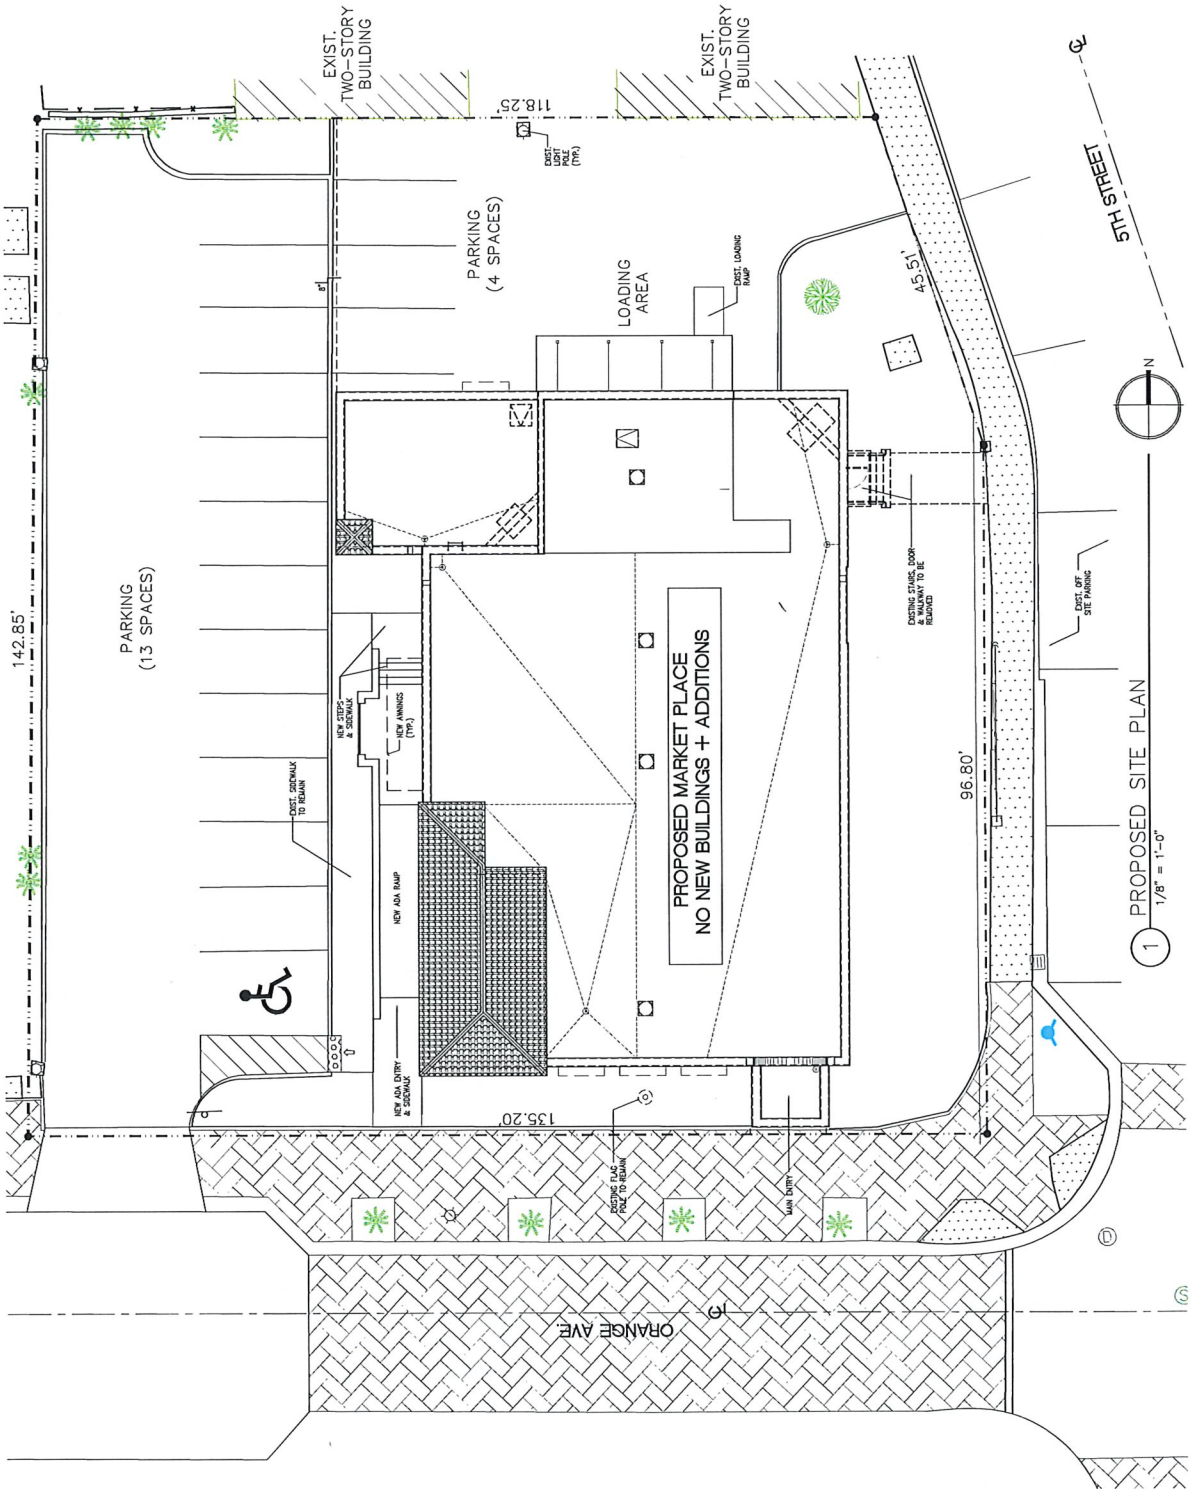 EXIST.
TWO-STORY
BUILDING
EXIST.
TWO-STORY
BUILDING
118.25'
EXIST.
LIGHT
POLE
(TYP.)
PARKING
(4 SPACES)
LOADING
AREA
EXIST. LOADING
RAMP
45.51'
5TH STREET
8"
142.85'
PARKING
(13 SPACES)
NEW STEPS
& SIDEWALK
NEW AWNINGS
(TYP.)
EXIST. SIDEWALK
TO REMAIN
NEW ADA RAMP
NEW ADA ENTRY
& SIDEWALK
PROPOSED MARKET PLACE
NO NEW BUILDINGS + ADDITIONS
EXISTING STAIRS, DOOR
& WALKWAY TO BE
REMOVED
EXIST. OFF
SITE PARKING
96.80'
135.20'
EXISTING FLAG
POLE TO REMAIN
MAIN ENTRY
ORANGE AVE.
N
1
PROPOSED SITE PLAN
1/8" = 1'-0"
D
S